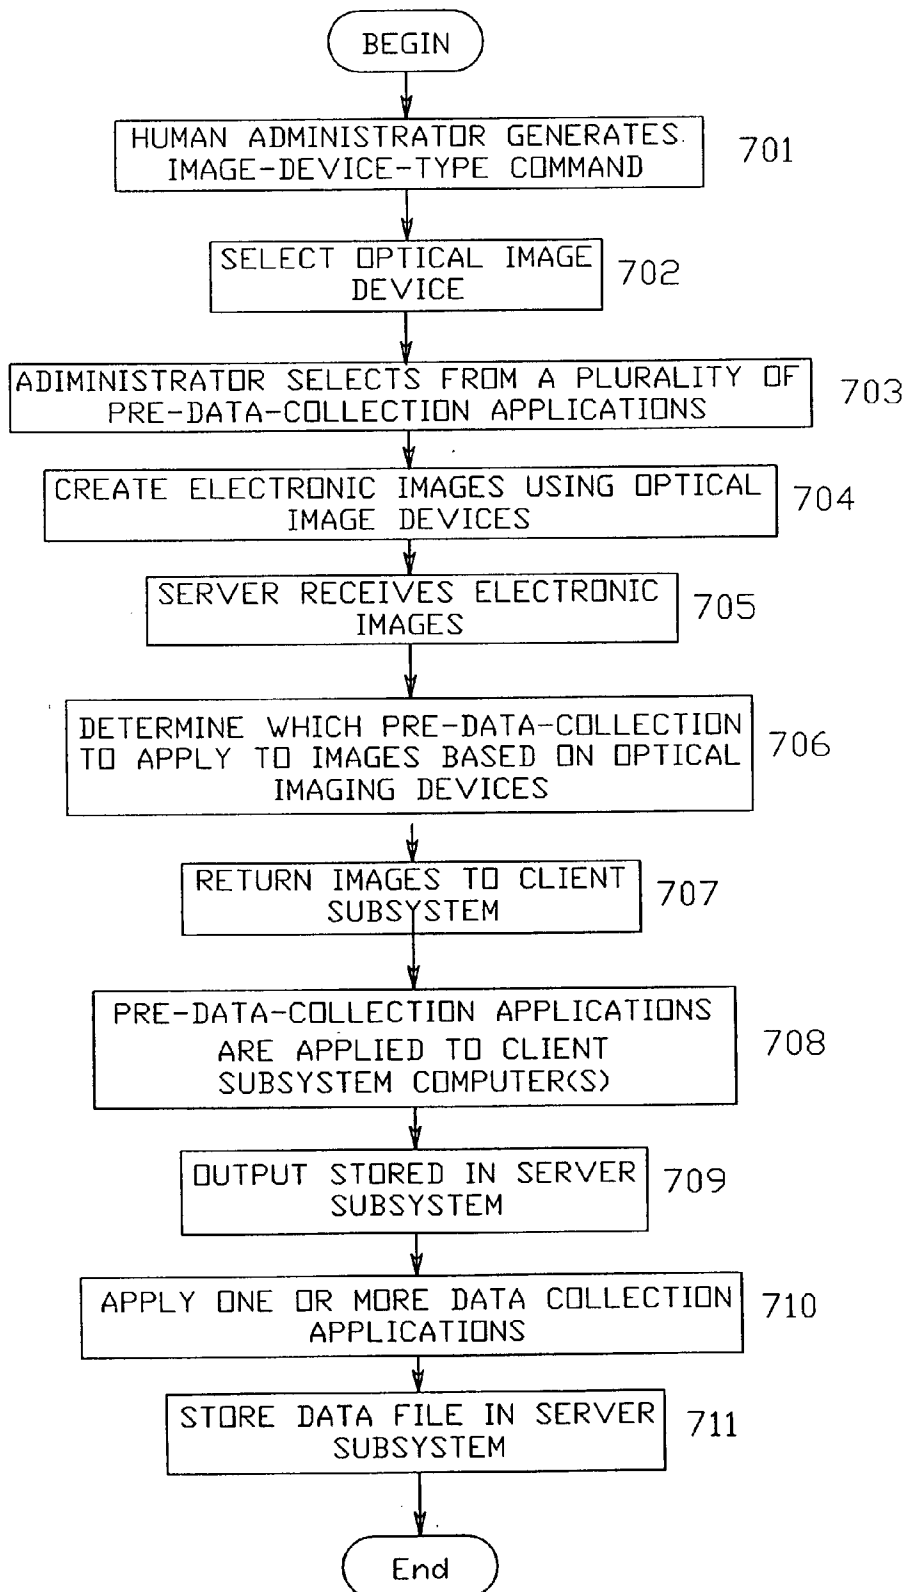 BEGIN
HUMAN ADMINISTRATOR GENERATES.
IMAGE-DEVICE-TYPE COMMAND
701
SELECT OPTICAL IMAGE
DEVICE
702
ADIMINISTRATOR SELECTS FROM A PLURALITY OF
PRE-DATA-COLLECTION APPLICATIONS
703
CREATE ELECTRONIC IMAGES USING OPTICAL
IMAGE DEVICES
704
SERVER RECEIVES ELECTRONIC
IMAGES
705
DETERMINE WHICH PRE-DATA-COLLECTION
TO APPLY TO IMAGES BASED ON OPTICAL
IMAGING DEVICES
706
RETURN IMAGES TO CLIENT
SUBSYSTEM
707
PRE-DATA-COLLECTION APPLICATIONS
ARE APPLIED TO CLIENT
SUBSYSTEM COMPUTER(S)
708
OUTPUT STORED IN SERVER
SUBSYSTEM
709
APPLY ONE OR MORE DATA COLLECTION
APPLICATIONS
710
STORE DATA FILE IN SERVER
SUBSYSTEM
711
End